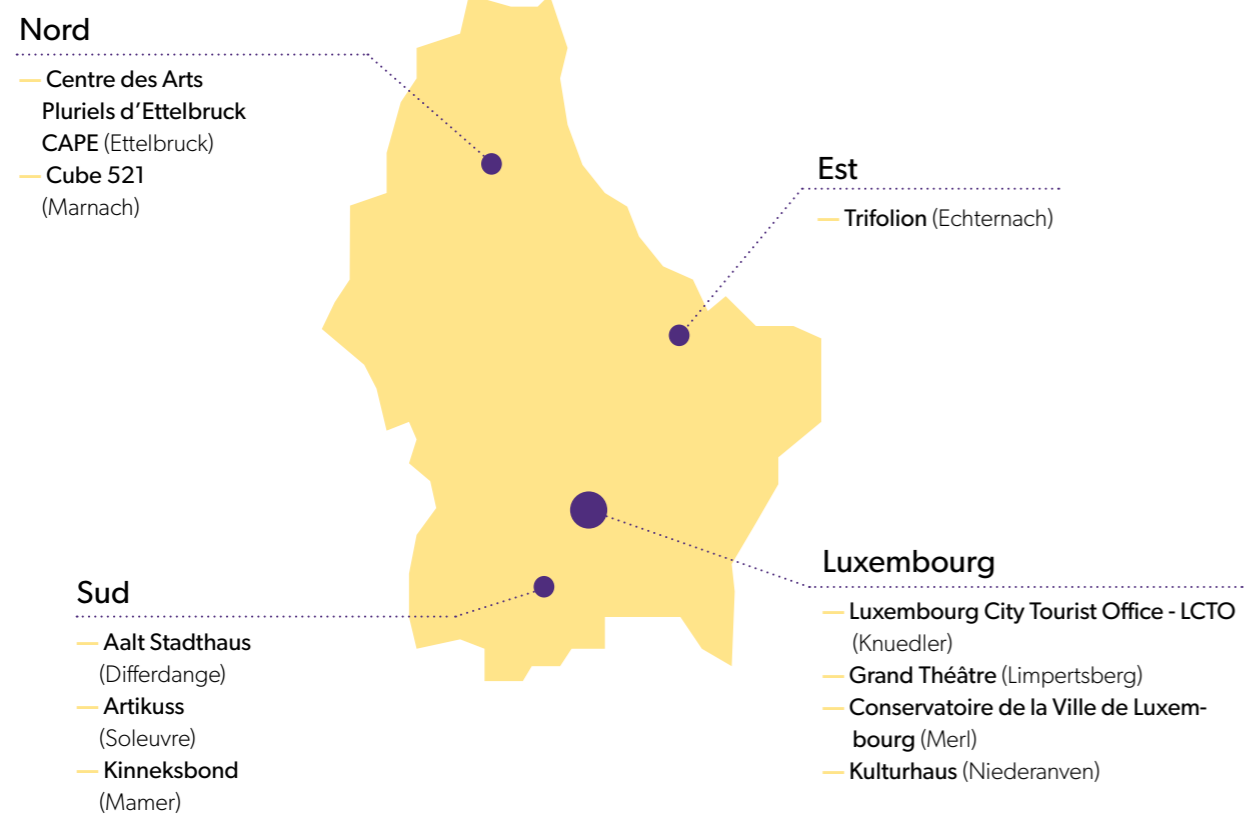 Nord
— Centre des Arts
Pluriels d’Ettelbruck
CAPE (Ettelbruck)
— Cube 521
(Marnach)
Est
— Trifolion (Echternach)
Sud
— Aalt Stadthaus
(Differdange)
— Artikuss
(Soleuvre)
— Kinneksbond
(Mamer)
Luxembourg
— Luxembourg City Tourist Office - LCTO
(Knuedler)
— Grand Théâtre (Limpertsberg)
— Conservatoire de la Ville de Luxem-
bourg (Merl)
— Kulturhaus (Niederanven)